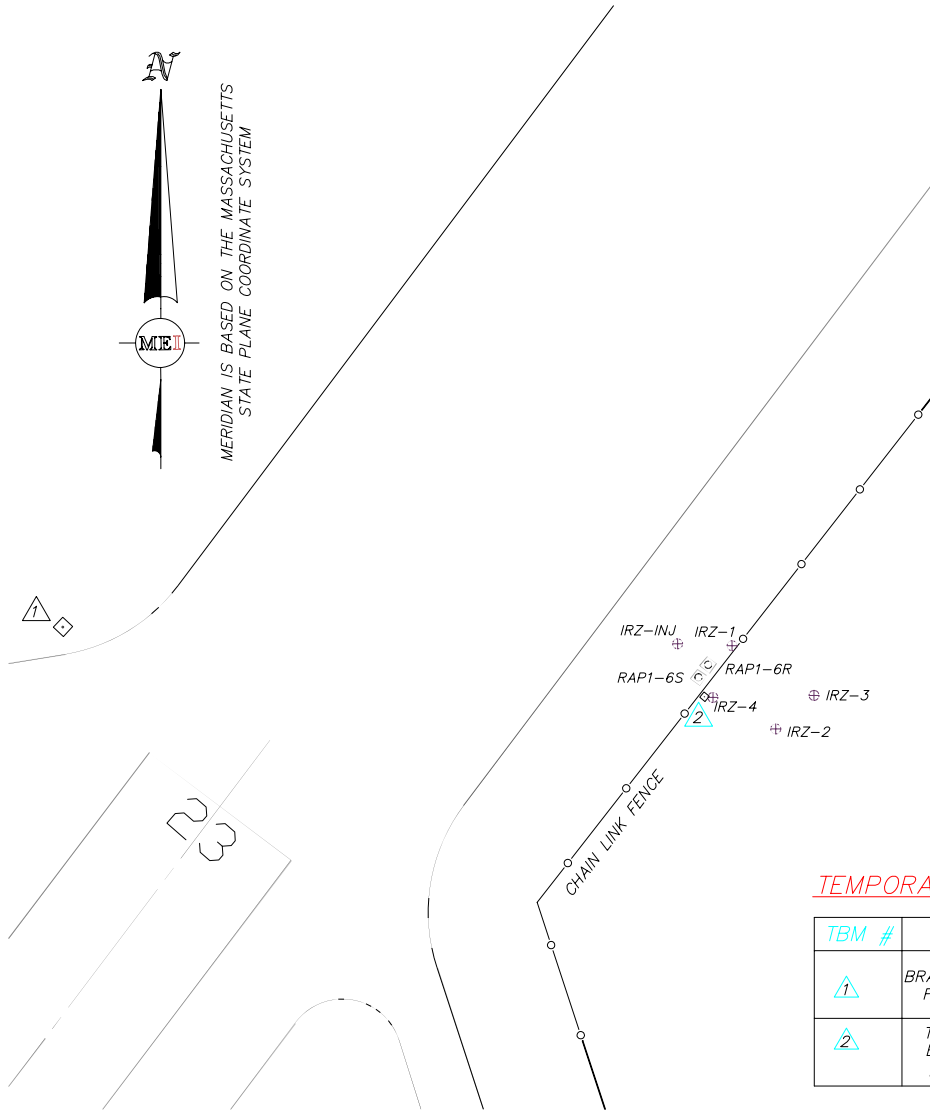 N
MERIDIAN IS BASED ON THE MASSACHUSETTS
STATE PLANE COORDINATE SYSTEM
MEI
1
IRZ-INJ
IRZ-1
RAP1-6S
RAP1-6R
IRZ-4
IRZ-3
2
IRZ-2
CHAIN LINK FENCE
23
TEMPORA
TBM #
1
BRA
2